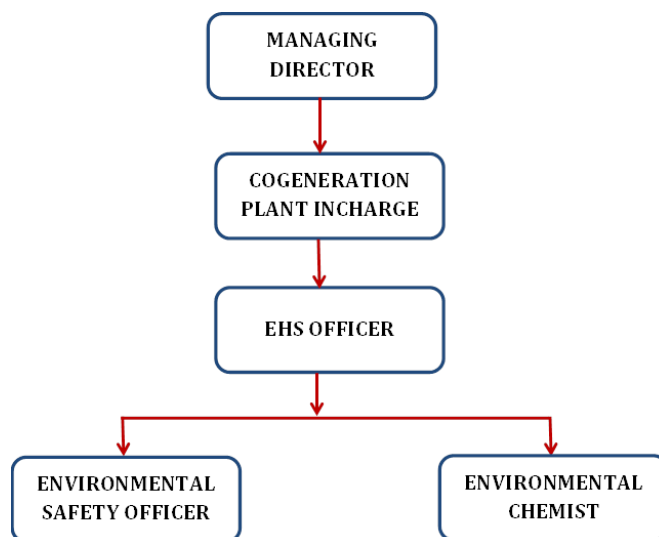 MANAGING
DIRECTOR
COGENERATION
PLANT INCHARGE
EHS OFFICER
ENVIRONMENTAL
SAFETY OFFICER
ENVIRONMENTAL
CHEMIST